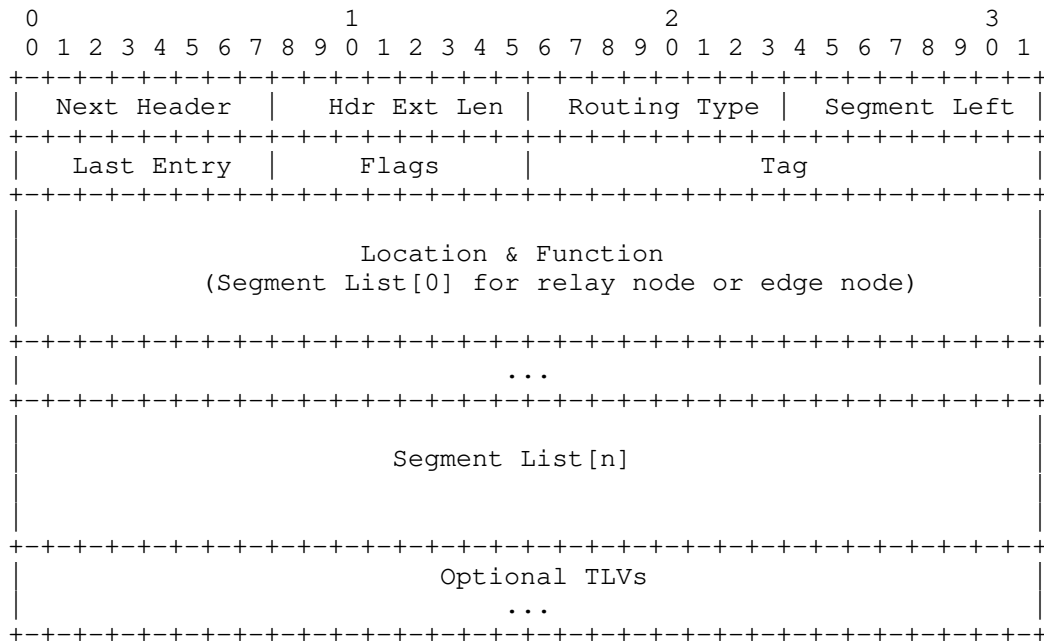 0                   1                   2                   3
 0 1 2 3 4 5 6 7 8 9 0 1 2 3 4 5 6 7 8 9 0 1 2 3 4 5 6 7 8 9 0 1
+-+-+-+-+-+-+-+-+-+-+-+-+-+-+-+-+-+-+-+-+-+-+-+-+-+-+-+-+-+-+-+-+
|  Next Header  |   Hdr Ext Len |  Routing Type |  Segment Left |
+-+-+-+-+-+-+-+-+-+-+-+-+-+-+-+-+-+-+-+-+-+-+-+-+-+-+-+-+-+-+-+-+
|   Last Entry  |     Flags     |              Tag              |
+-+-+-+-+-+-+-+-+-+-+-+-+-+-+-+-+-+-+-+-+-+-+-+-+-+-+-+-+-+-+-+-+
|                                                               |
|                     Location & Function                       |
|           (Segment List[0] for relay node or edge node)       |
|                                                               |
+-+-+-+-+-+-+-+-+-+-+-+-+-+-+-+-+-+-+-+-+-+-+-+-+-+-+-+-+-+-+-+-+
|                              ...                              |
+-+-+-+-+-+-+-+-+-+-+-+-+-+-+-+-+-+-+-+-+-+-+-+-+-+-+-+-+-+-+-+-+
|                                                               |
|                       Segment List[n]                         |
|                                                               |
|                                                               |
+-+-+-+-+-+-+-+-+-+-+-+-+-+-+-+-+-+-+-+-+-+-+-+-+-+-+-+-+-+-+-+-+
|                          Optional TLVs                        |
|                              ...                              |
+-+-+-+-+-+-+-+-+-+-+-+-+-+-+-+-+-+-+-+-+-+-+-+-+-+-+-+-+-+-+-+-+